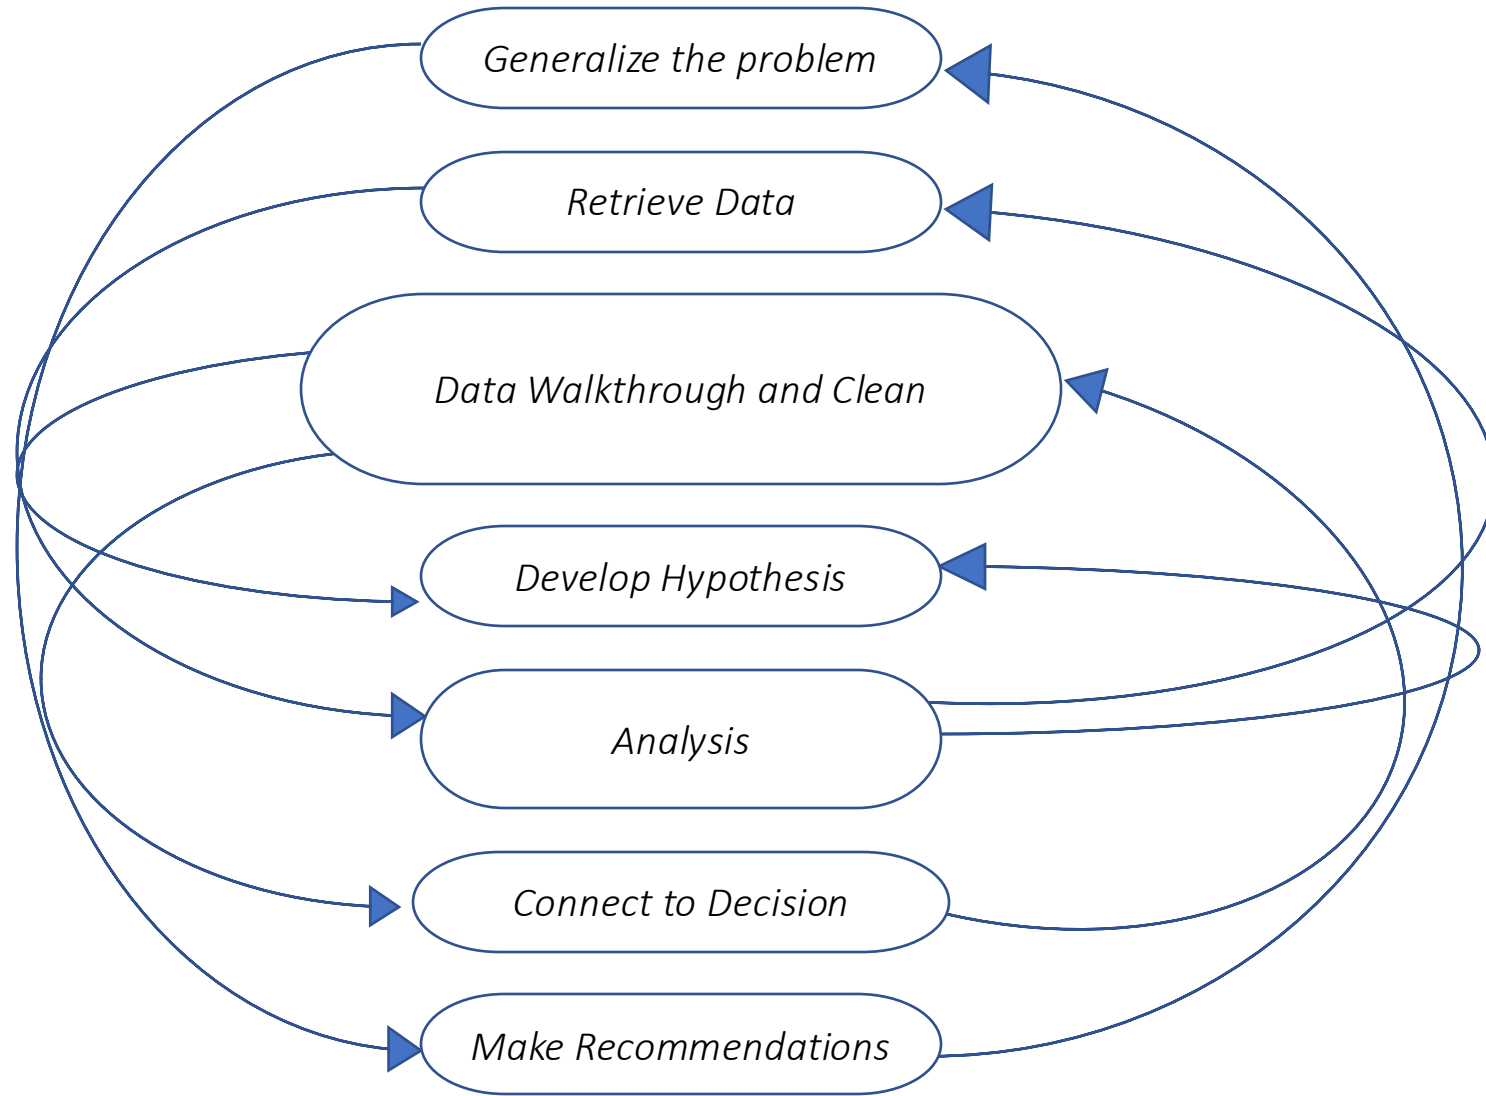 Generalize the problem
Retrieve Data
Data Walkthrough and Clean
Develop Hypothesis
Analysis
Connect to Decision
Make Recommendations